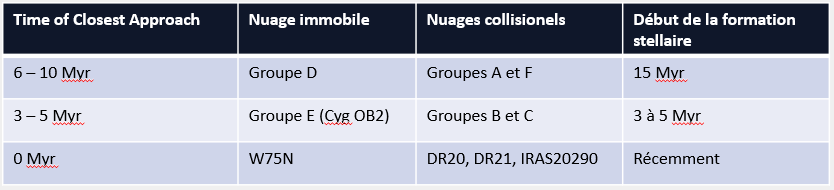 Time of Closest Approach Nuage immobile Nuages collisionels Début de la formation stellaire
6 – 10 Myr Groupe D Groupes A et F 15 Myr
3 – 5 Myr Groupe E (Cyg OB2) Groupes B et C 3 à 5 Myr
0 Myr W75N DR20, DR21, IRAS20290 Récemment